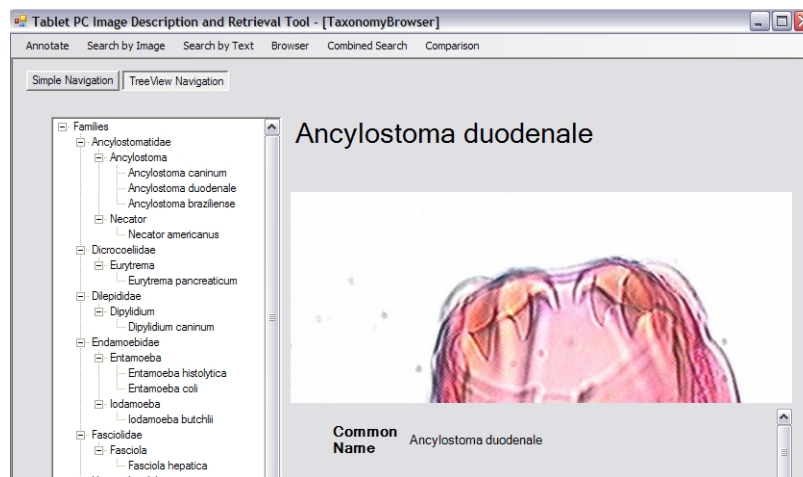 Tablet PC Image Description and Retrieval Tool - [TaxonomyBrowser]
Annotate Search by Image Search by Text Browser Combined Search Comparison
Simple Navigation TreeView Navigation
Families
Ancylostomatidae
Ancylostoma
Ancylostoma caninum
Ancylostoma duodenale
Ancylostoma braziliense
Necator
Necator americanus
Dicrocoeliidae
Eurytrema
Eurytrema pancreaticum
Dilepididae
Dipylidium
Dipylidium caninum
Endamoebidae
Entamoeba
Entamoeba histolytica
Entamoeba coli
Iodamoeba
Iodamoeba butchlii
Fasciolidae
Fasciola
Fasciola hepatica
Ancylostoma duodenale
Common
Name
Ancylostoma duodenale